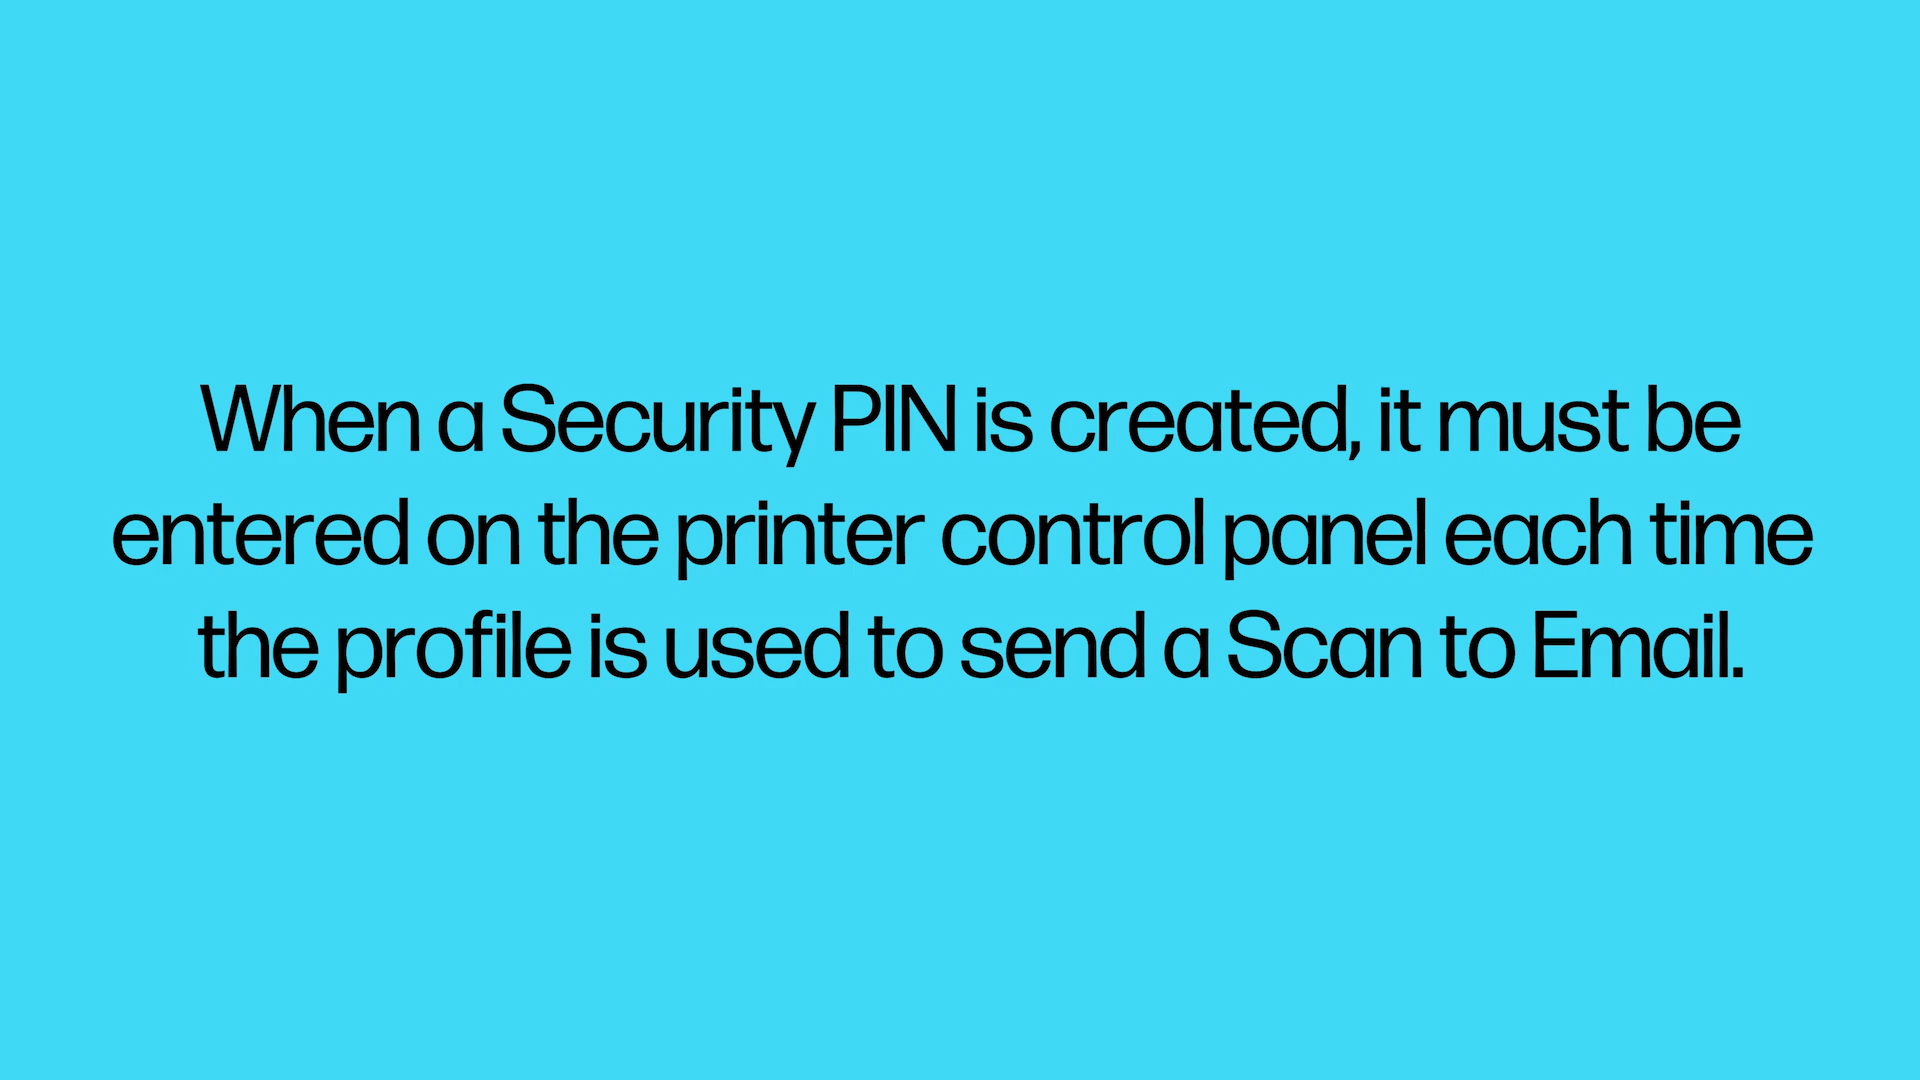 When a Security PIN is created, it must be
entered on the printer control panel each time
the profile is used to send a Scan to Email.